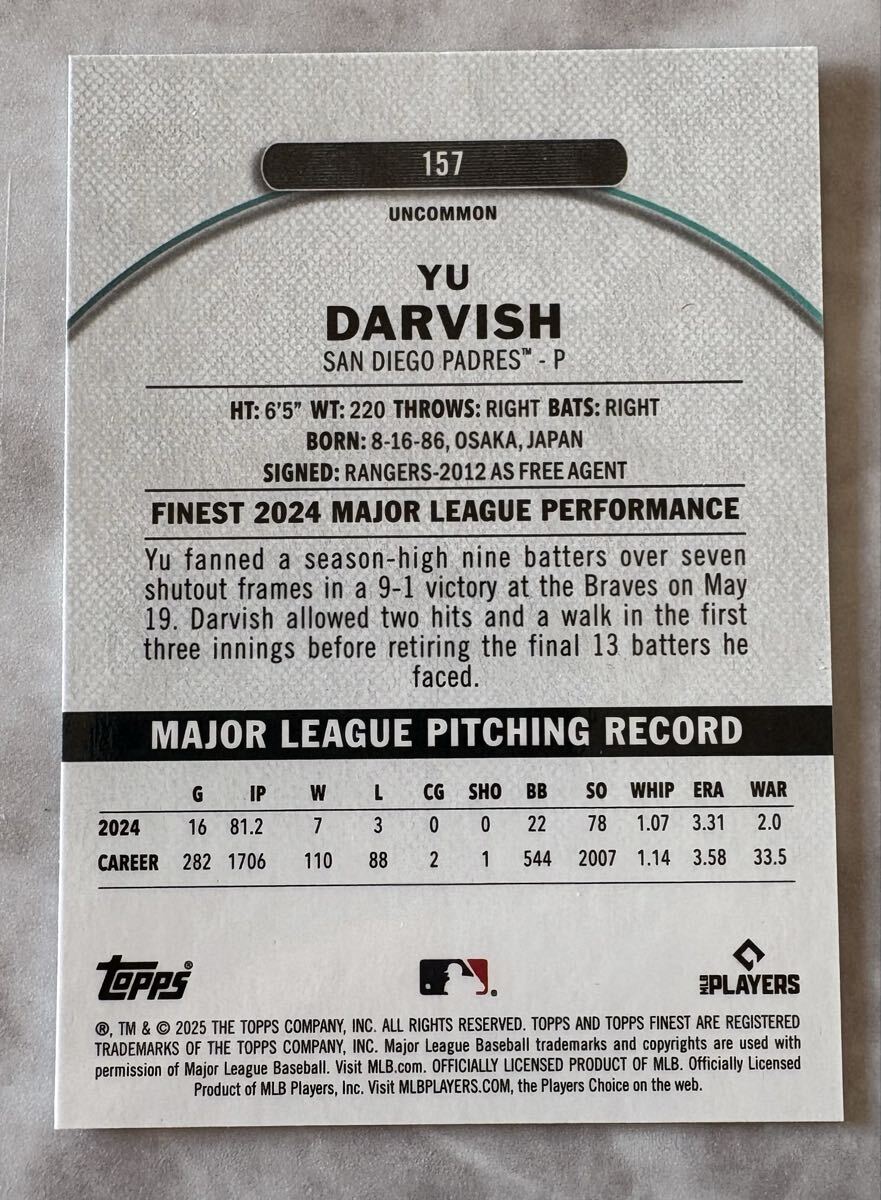 157
UNCOMMON
YU
DARVISH
SAN DIEGO PADRES™ - P
HT: 6'5" WT: 220 THROWS: RIGHT BATS: RIGHT
BORN: 8-16-86, OSAKA, JAPAN
SIGNED: RANGERS-2012 AS FREE AGENT
FINEST 2024 MAJOR LEAGUE PERFORMANCE
Yu fanned a season-high nine batters over seven
shutout frames in a 9-1 victory at the Braves on May
19. Darvish allowed two hits and a walk in the first
three innings before retiring the final 13 batters he
faced.
MAJOR LEAGUE PITCHING RECORD
G IP W L CG SHO BB SO WHIP ERA WAR
2024 16 81.2 7 3 0 0 22 78 1.07 3.31 2.0
CAREER 282 1706 110 88 2 1 544 2007 1.14 3.58 33.5
TOPPS®
MLB PLAYERS
®, TM & © 2025 THE TOPPS COMPANY, INC. ALL RIGHTS RESERVED. TOPPS AND TOPPS FINEST ARE REGISTERED
TRADEMARKS OF THE TOPPS COMPANY, INC. Major League Baseball trademarks and copyrights are used with
permission of Major League Baseball. Visit MLB.com. OFFICIALLY LICENSED PRODUCT OF MLB. Officially Licensed
Product of MLB Players, Inc. Visit MLBPLAYERS.COM, the Players Choice on the web.